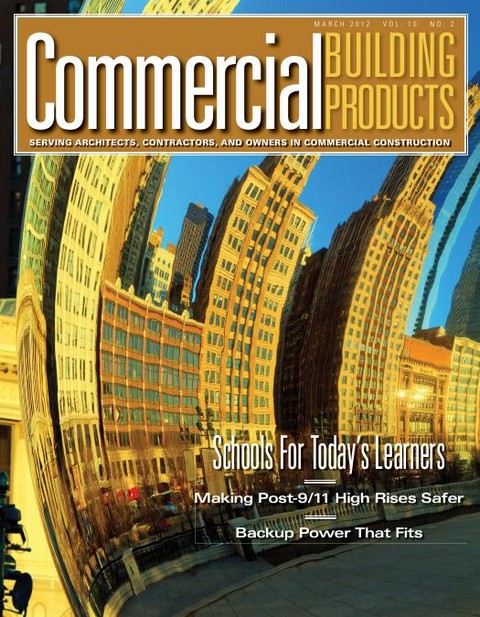 MARCH 2012 VOL. 10 NO. 2
Commercial BUILDING
PRODUCTS
SERVING ARCHITECTS, CONTRACTORS, AND OWNERS IN COMMERCIAL CONSTRUCTION
Schools For Today's Learners
Making Post-9/11 High Rises Safer
Backup Power That Fits